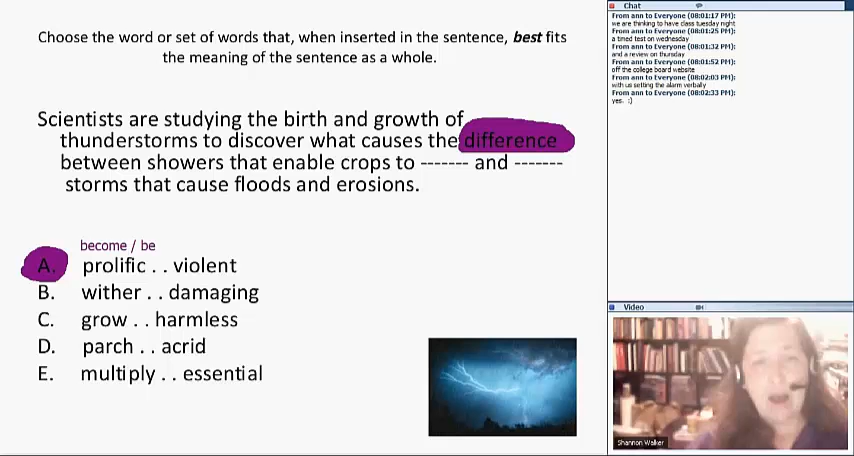 Choose the word or set of words that, when inserted in the sentence, best fits
the meaning of the sentence as a whole.
Scientists are studying the birth and growth of
thunderstorms to discover what causes the difference
between showers that enable crops to ------- and -------
storms that cause floods and erosions.
become / be
A. prolific . . violent
B. wither . . damaging
C. grow . . harmless
D. parch . . acrid
E. multiply . . essential
Chat
From ann to Everyone (08:01:17 PM):
we are thinking to have class tuesday night
From ann to Everyone (08:01:25 PM):
a timed test on wednesday
From ann to Everyone (08:01:32 PM):
and a review on thursday
From ann to Everyone (08:01:52 PM):
off the college board website
From ann to Everyone (08:02:03 PM):
with us setting the alarm verbally
From ann to Everyone (08:02:33 PM):
yes. :)
Video
Shannon Walker